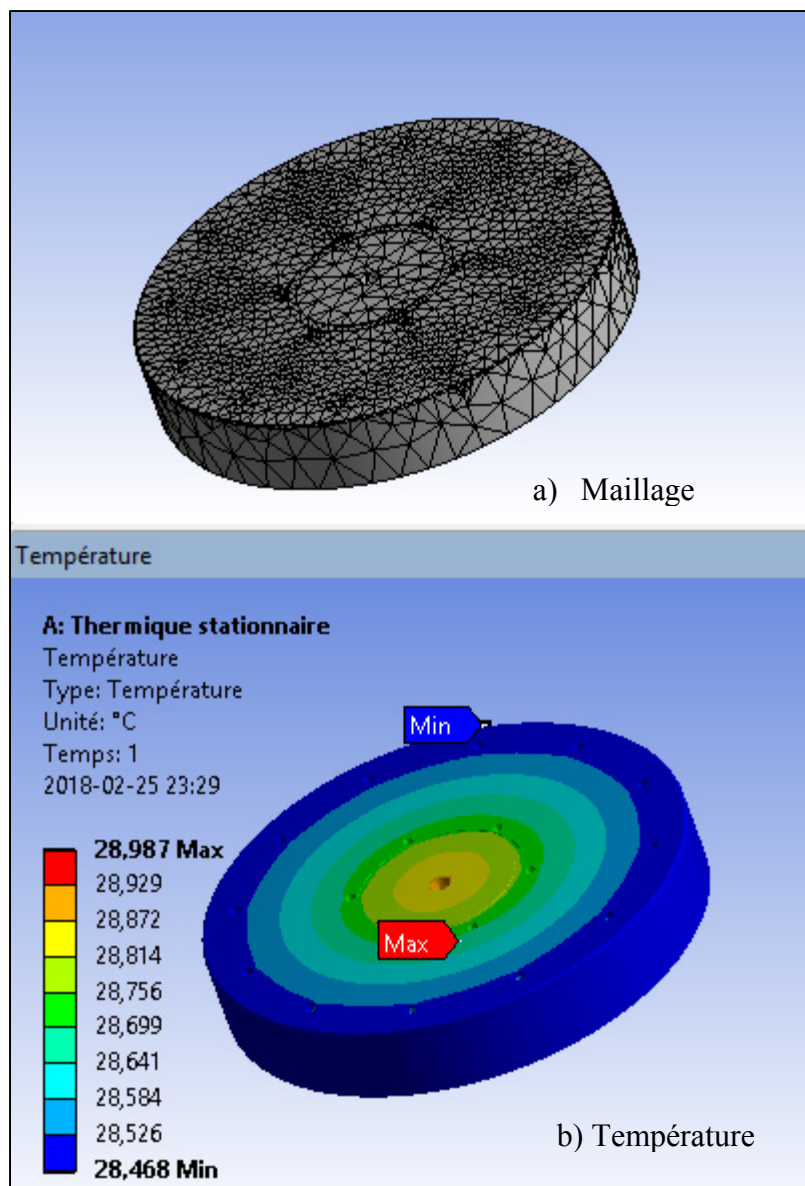 a) Maillage
Température
A: Thermique stationnaire
Température
Type: Température
Unité: °C
Temps: 1
2018-02-25 23:29
Min
28,987 Max
28,929
28,872
28,814
28,756
28,699
28,641
28,584
28,526
28,468 Min
Max
b) Température